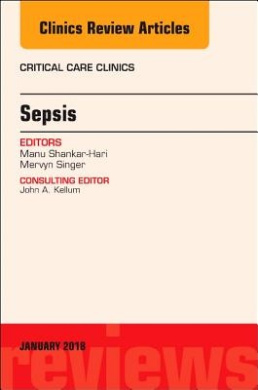 Clinics Review Articles
CRITICAL CARE CLINICS
Sepsis
EDITORS
Manu Shankar-Hari
Mervyn Singer
CONSULTING EDITOR
John A. Kellum
JANUARY 2018
reviews